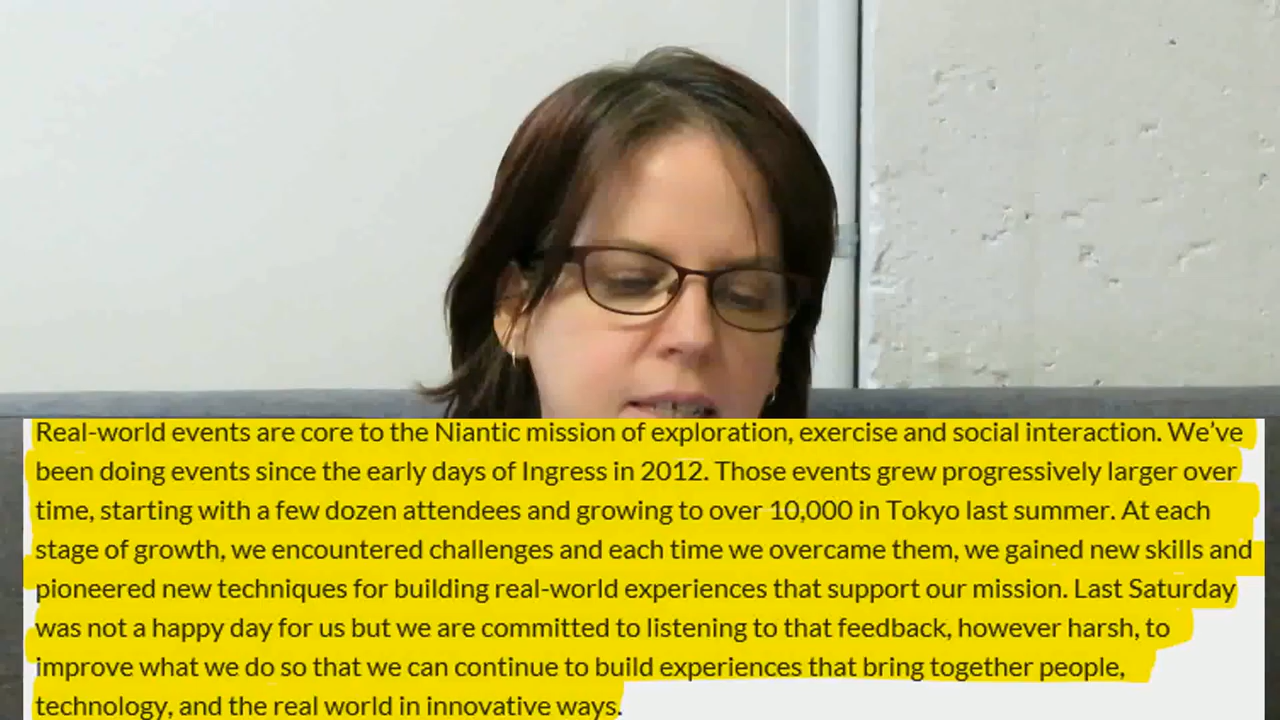 Real-world events are core to the Niantic mission of exploration, exercise and social interaction. We’ve
been doing events since the early days of Ingress in 2012. Those events grew progressively larger over
time, starting with a few dozen attendees and growing to over 10,000 in Tokyo last summer. At each
stage of growth, we encountered challenges and each time we overcame them, we gained new skills and
pioneered new techniques for building real-world experiences that support our mission. Last Saturday
was not a happy day for us but we are committed to listening to that feedback, however harsh, to
improve what we do so that we can continue to build experiences that bring together people,
technology, and the real world in innovative ways.